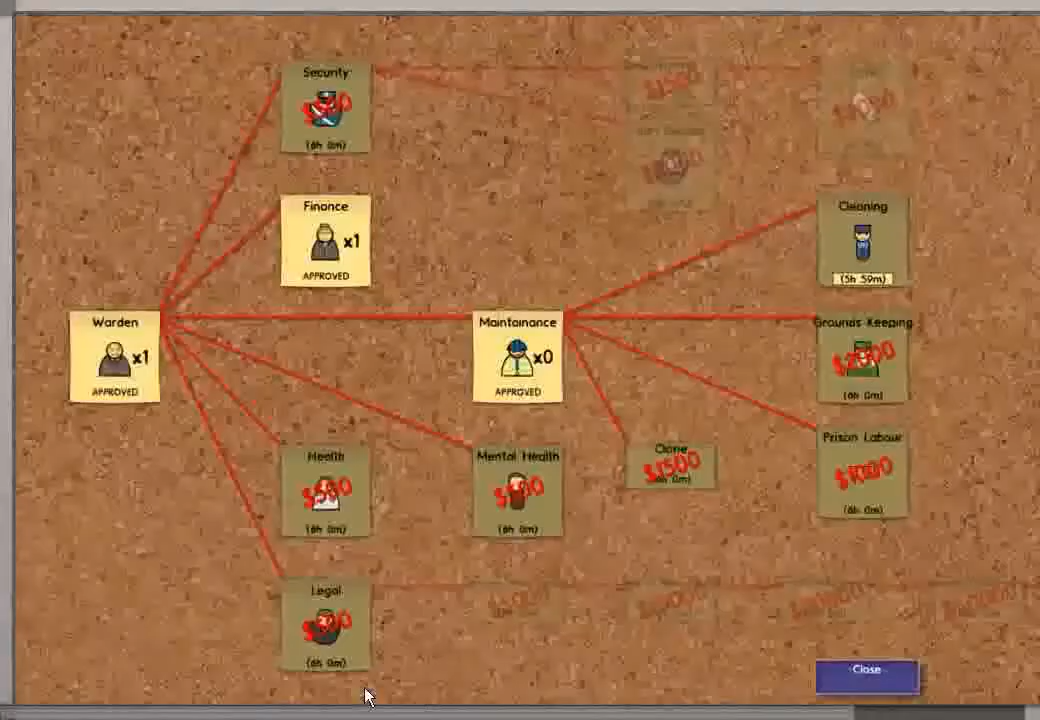 Security
$500
(6h 0m)
Finance
x1
APPROVED
Cleaning
(5h 59m)
Warden
x1
APPROVED
Maintainance
x0
APPROVED
Grounds Keeping
$2000
(6h 0m)
Health
$500
(6h 0m)
Mental Health
(6h 0m)
Clone
$1500
6h 0m)
Prison Labour
$1000
(6h 0m)
Legal
(6h 0m)
Close